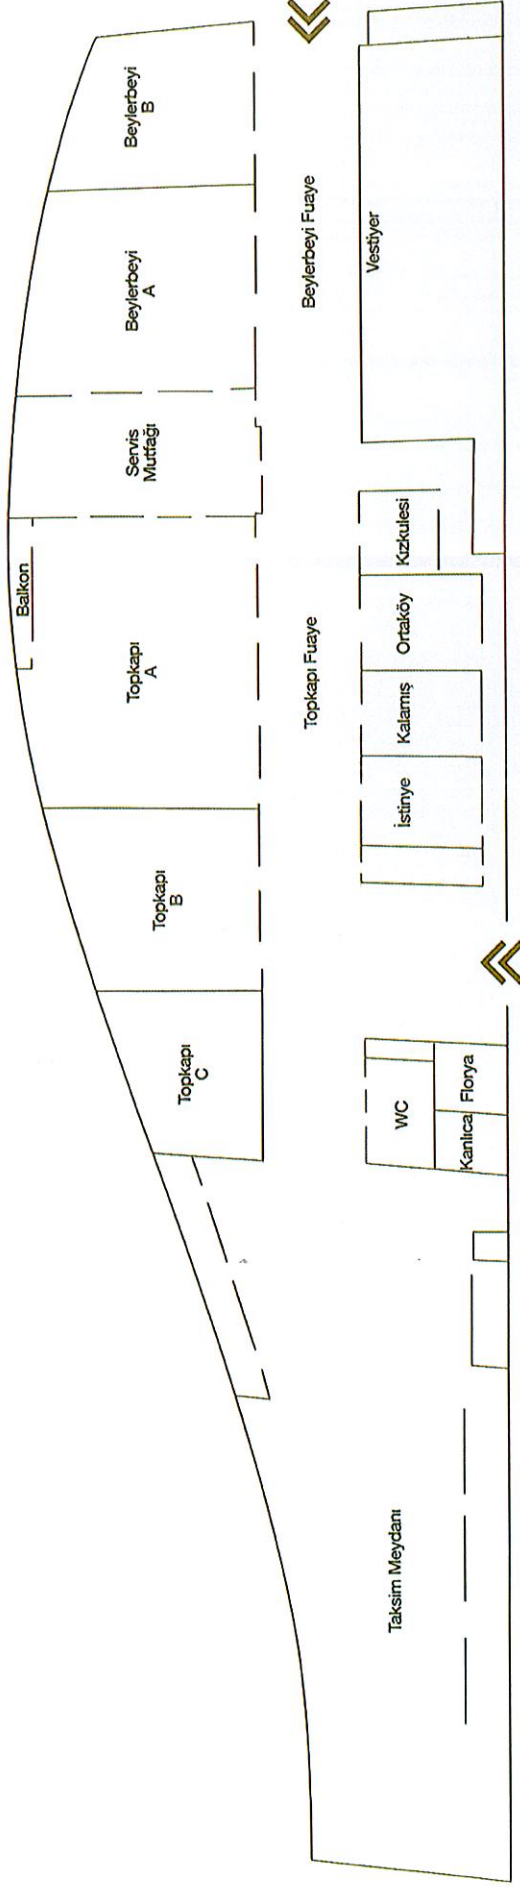 Balkon
Topkapı
C
Topkapı
B
Topkapı
A
Servis
Mutfağı
Beylerbeyi
A
Beylerbeyi
B
Topkapı Fuaye
Beylerbeyi Fuaye
Taksim Meydanı
WC
Kanlıca
Florya
İstinye
Kalamış
Ortaköy
Kızkulesi
Vestiyer